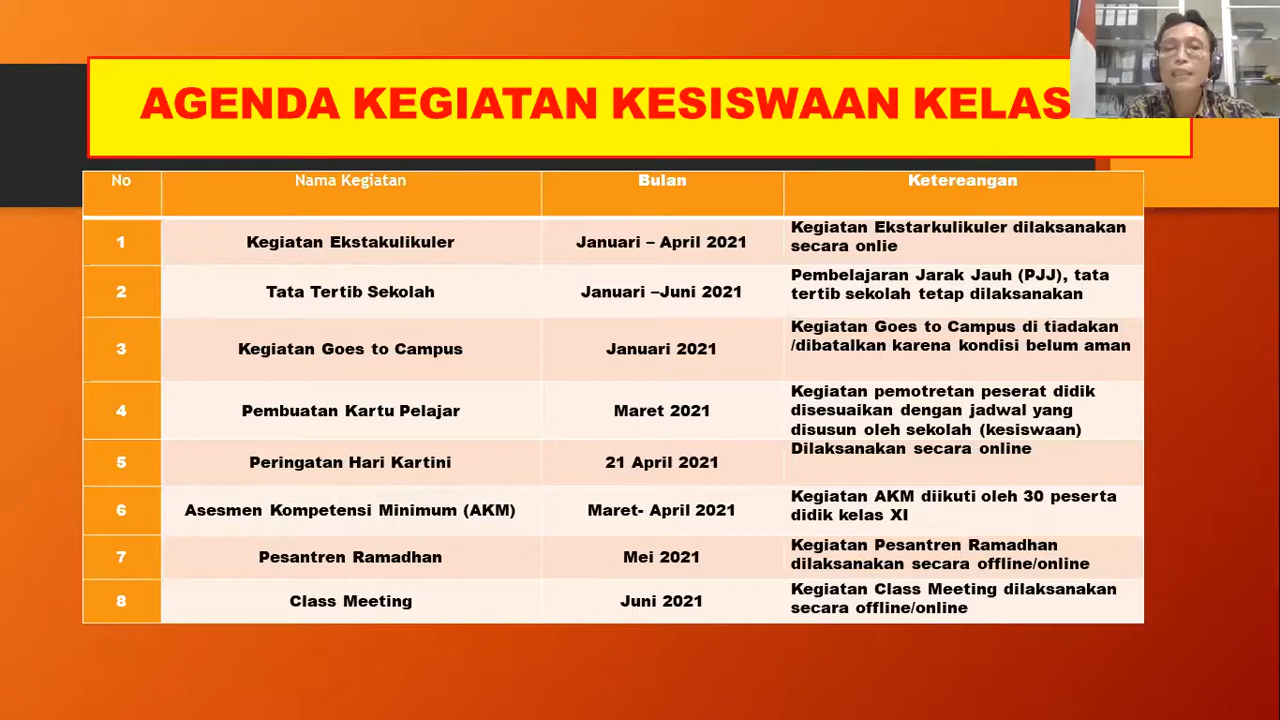 AGENDA KEGIATAN KESISWAAN KELAS
No Nama Kegiatan Bulan Ketereangan
1 Kegiatan Ekstakulikuler Januari – April 2021 Kegiatan Ekstarkulikuler dilaksanakan
secara onlie
2 Tata Tertib Sekolah Januari –Juni 2021 Pembelajaran Jarak Jauh (PJJ), tata
tertib sekolah tetap dilaksanakan
3 Kegiatan Goes to Campus Januari 2021 Kegiatan Goes to Campus di tiadakan
/dibatalkan karena kondisi belum aman
4 Pembuatan Kartu Pelajar Maret 2021 Kegiatan pemotretan peserat didik
disesuaikan dengan jadwal yang
disusun oleh sekolah (kesiswaan)
5 Peringatan Hari Kartini 21 April 2021 Dilaksanakan secara online
6 Asesmen Kompetensi Minimum (AKM) Maret- April 2021 Kegiatan AKM diikuti oleh 30 peserta
didik kelas XI
7 Pesantren Ramadhan Mei 2021 Kegiatan Pesantren Ramadhan
dilaksanakan secara offline/online
8 Class Meeting Juni 2021 Kegiatan Class Meeting dilaksanakan
secara offline/online